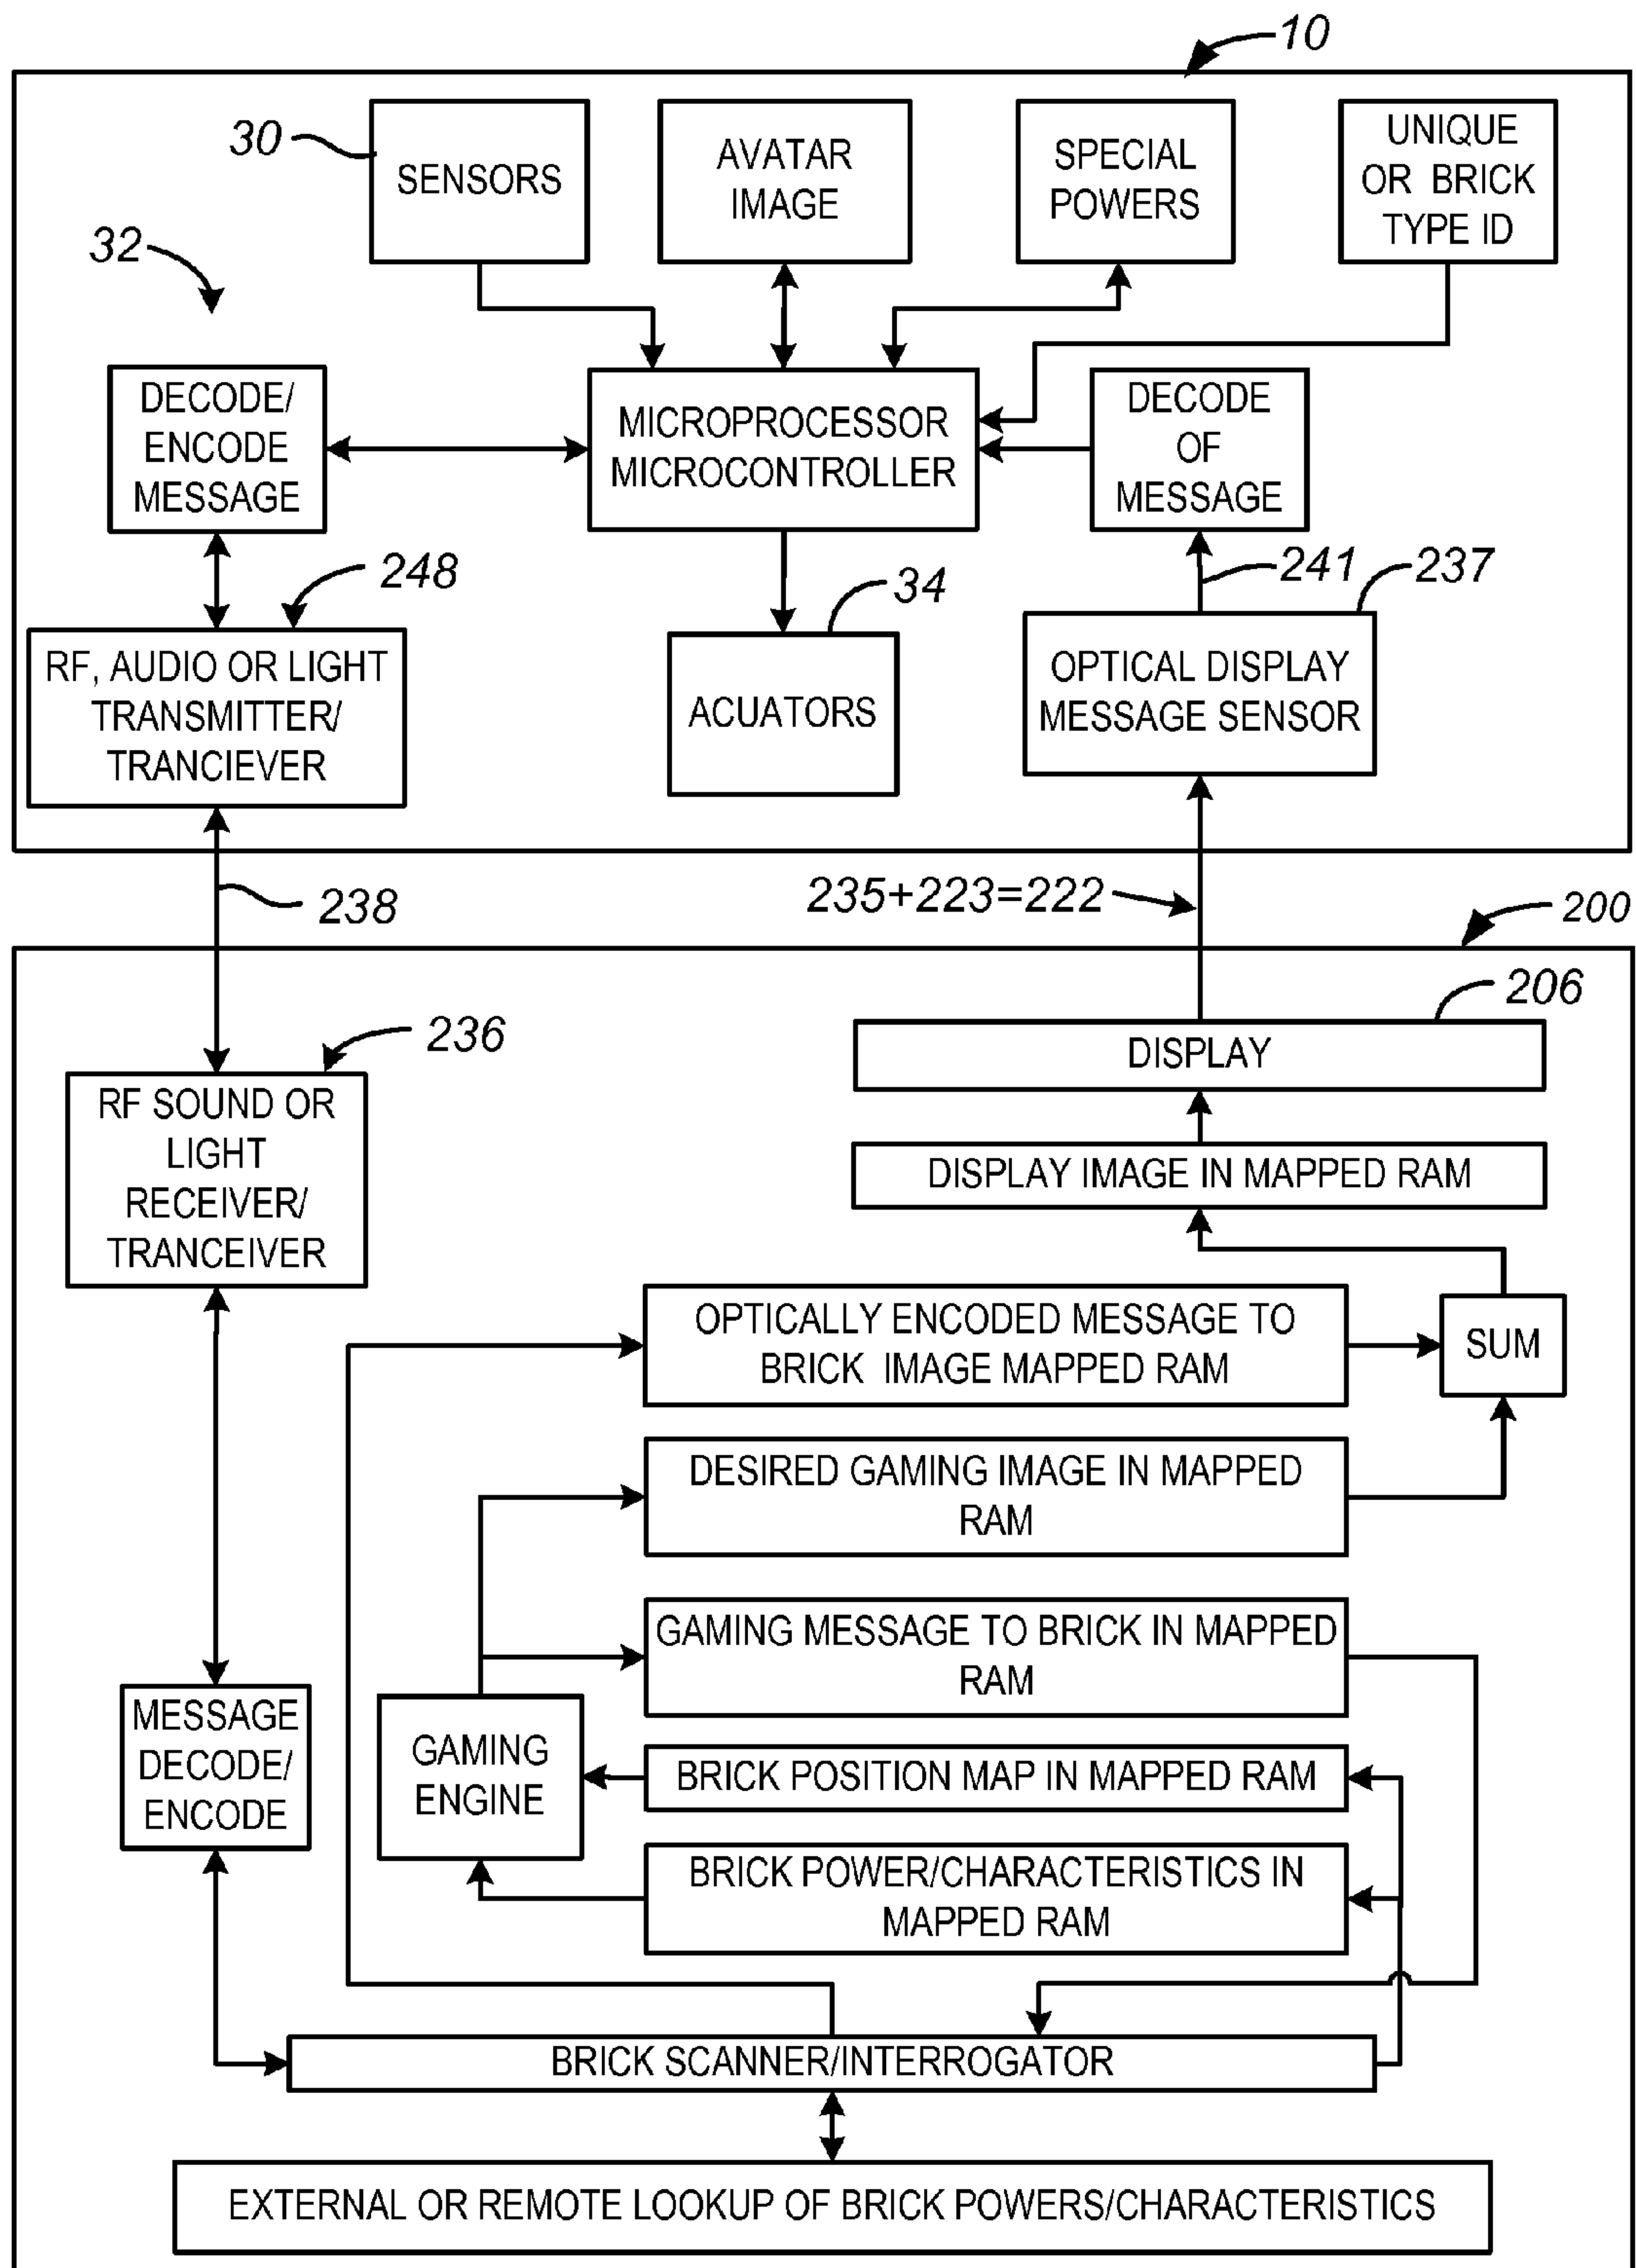 10
30
SENSORS
AVATAR
IMAGE
SPECIAL
POWERS
UNIQUE
OR BRICK
TYPE ID
32
DECODE/
ENCODE
MESSAGE
MICROPROCESSOR
MICROCONTROLLER
DECODE
OF
MESSAGE
248
34
241
237
RF, AUDIO OR LIGHT
TRANSMITTER/
TRANCIEVER
ACUATORS
OPTICAL DISPLAY
MESSAGE SENSOR
238
235+223=222
200
206
236
DISPLAY
RF SOUND OR
LIGHT
RECEIVER/
TRANCEIVER
DISPLAY IMAGE IN MAPPED RAM
OPTICALLY ENCODED MESSAGE TO
BRICK IMAGE MAPPED RAM
SUM
DESIRED GAMING IMAGE IN MAPPED
RAM
GAMING MESSAGE TO BRICK IN MAPPED
RAM
MESSAGE
DECODE/
ENCODE
GAMING
ENGINE
BRICK POSITION MAP IN MAPPED RAM
BRICK POWER/CHARACTERISTICS IN
MAPPED RAM
BRICK SCANNER/INTERROGATOR
EXTERNAL OR REMOTE LOOKUP OF BRICK POWERS/CHARACTERISTICS